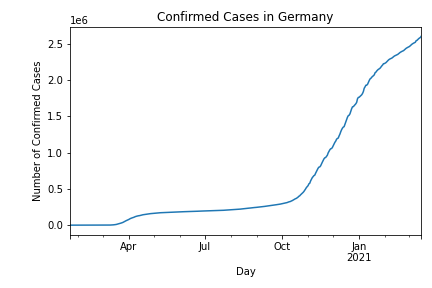 Confirmed Cases in Germany
1e6
2.5
2.0
1.5
1.0
0.5
0.0
Number of Confirmed Cases
Apr
Jul
Oct
Jan
2021
Day